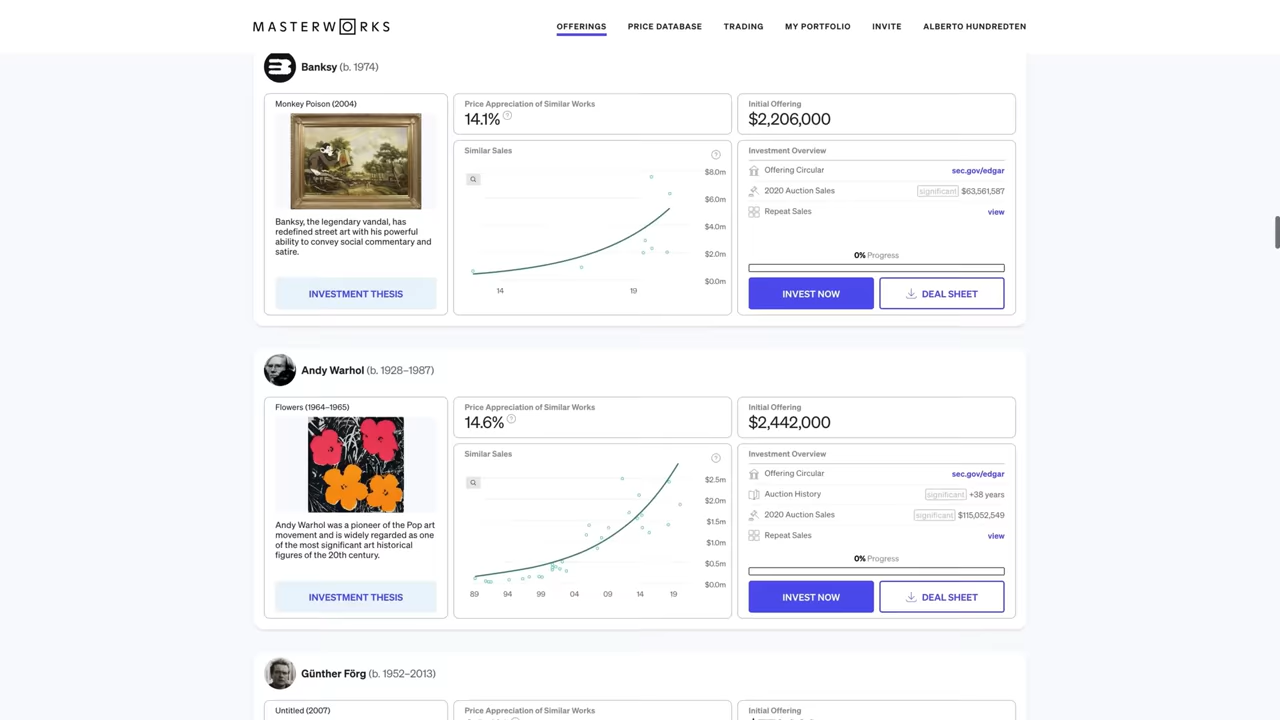 MASTERWORKS
OFFERINGS
PRICE DATABASE
TRADING
MY PORTFOLIO
INVITE
ALBERTO HUNDREDTEN
Banksy (b. 1974)
Monkey Poison (2004)
Banksy, the legendary vandal, has
redefined street art with his powerful
ability to convey social commentary and
satire.
INVESTMENT THESIS
Price Appreciation of Similar Works
14.1% ?
Similar Sales
?
$8.0m
$6.0m
$4.0m
$2.0m
$0.0m
14
19
Initial Offering
$2,206,000
Investment Overview
Offering Circular
sec.gov/edgar
2020 Auction Sales
significant $63,561,587
Repeat Sales
view
0% Progress
INVEST NOW
DEAL SHEET
Andy Warhol (b. 1928–1987)
Flowers (1964–1965)
Andy Warhol was a pioneer of the Pop art
movement and is widely regarded as one
of the most significant art historical
figures of the 20th century.
INVESTMENT THESIS
Price Appreciation of Similar Works
14.6% ?
Similar Sales
?
$2.5m
$2.0m
$1.5m
$1.0m
$0.5m
$0.0m
89
94
99
04
09
14
19
Initial Offering
$2,442,000
Investment Overview
Offering Circular
sec.gov/edgar
Auction History
significant +38 years
2020 Auction Sales
significant $115,052,549
Repeat Sales
view
0% Progress
INVEST NOW
DEAL SHEET
Günther Förg (b. 1952–2013)
Untitled (2007)
Price Appreciation of Similar Works
Initial Offering